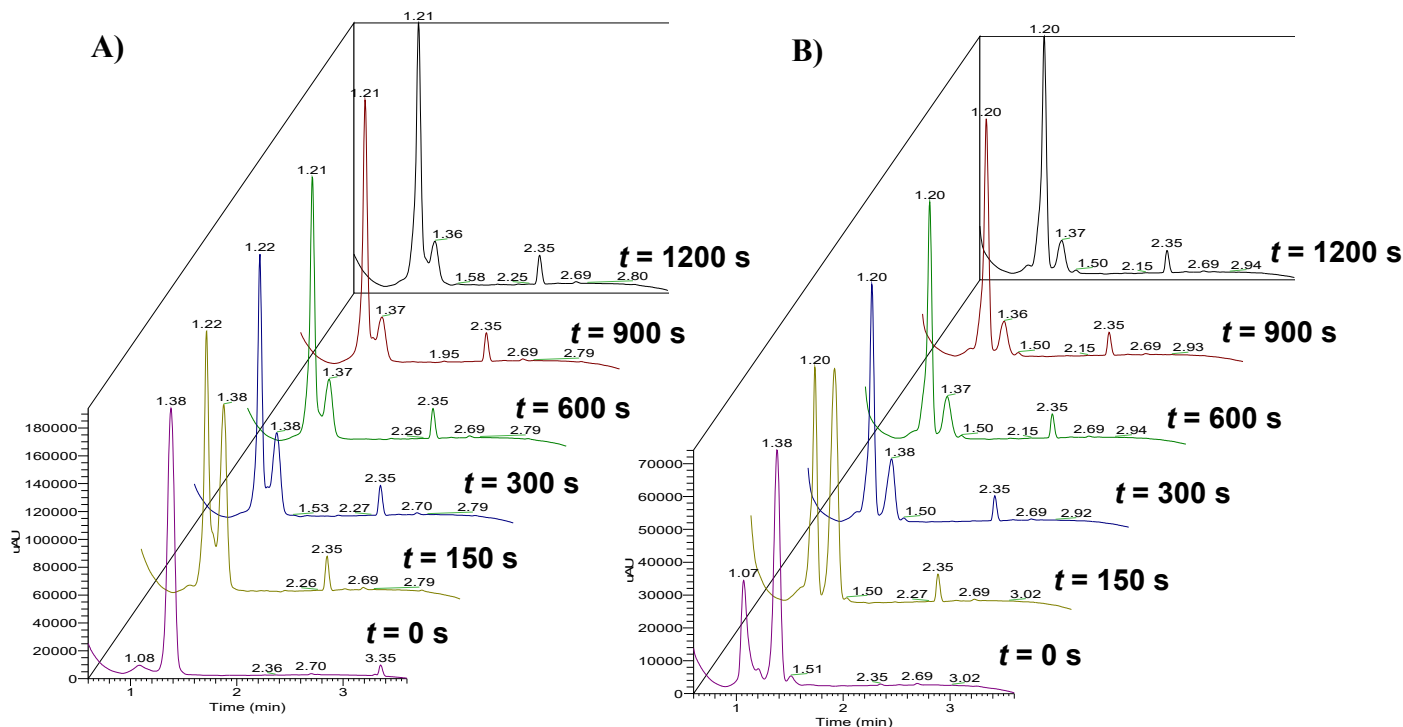 A)
1.21
1.21
1.36
1.58 2.25 2.35 2.69 2.80
t = 1200 s
1.21
1.37
1.95 2.35 2.69 2.79
t = 900 s
1.22
1.37
2.26 2.35 2.69 2.79
t = 600 s
1.22
1.38
1.53 2.27 2.35 2.70 2.79
t = 300 s
1.38
2.26 2.35 2.69 2.79
t = 150 s
1.38
1.08 2.36 2.70 3.35
t = 0 s
180000
160000
140000
120000
100000
80000
60000
40000
20000
0
uAU
1 2 3
Time (min)
B)
1.20
1.37
1.50 2.15 2.35 2.69 2.94
t = 1200 s
1.20
1.36
1.50 2.15 2.35 2.69 2.93
t = 900 s
1.20
1.37
1.50 2.15 2.35 2.69 2.94
t = 600 s
1.20
1.38
1.50 2.35 2.69 2.92
t = 300 s
1.20
1.50 2.27 2.35 2.69 3.02
t = 150 s
1.38
1.07
1.51 2.35 2.69 3.02
t = 0 s
70000
60000
50000
40000
30000
20000
10000
0
uAU
1 2 3
Time (min)